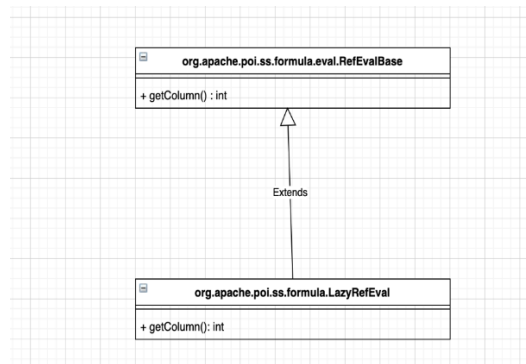 org.apache.poi.ss.formula.eval.RefEvalBase
+ getColumn() : int
Extends
org.apache.poi.ss.formula.LazyRefEval
+ getColumn(): int